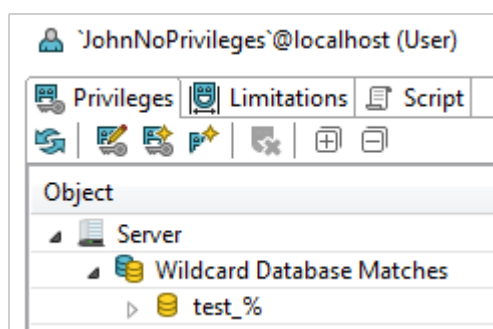 `JohnNoPrivileges`@localhost (User)
Privileges Limitations Script
Object
Server
Wildcard Database Matches
test_%